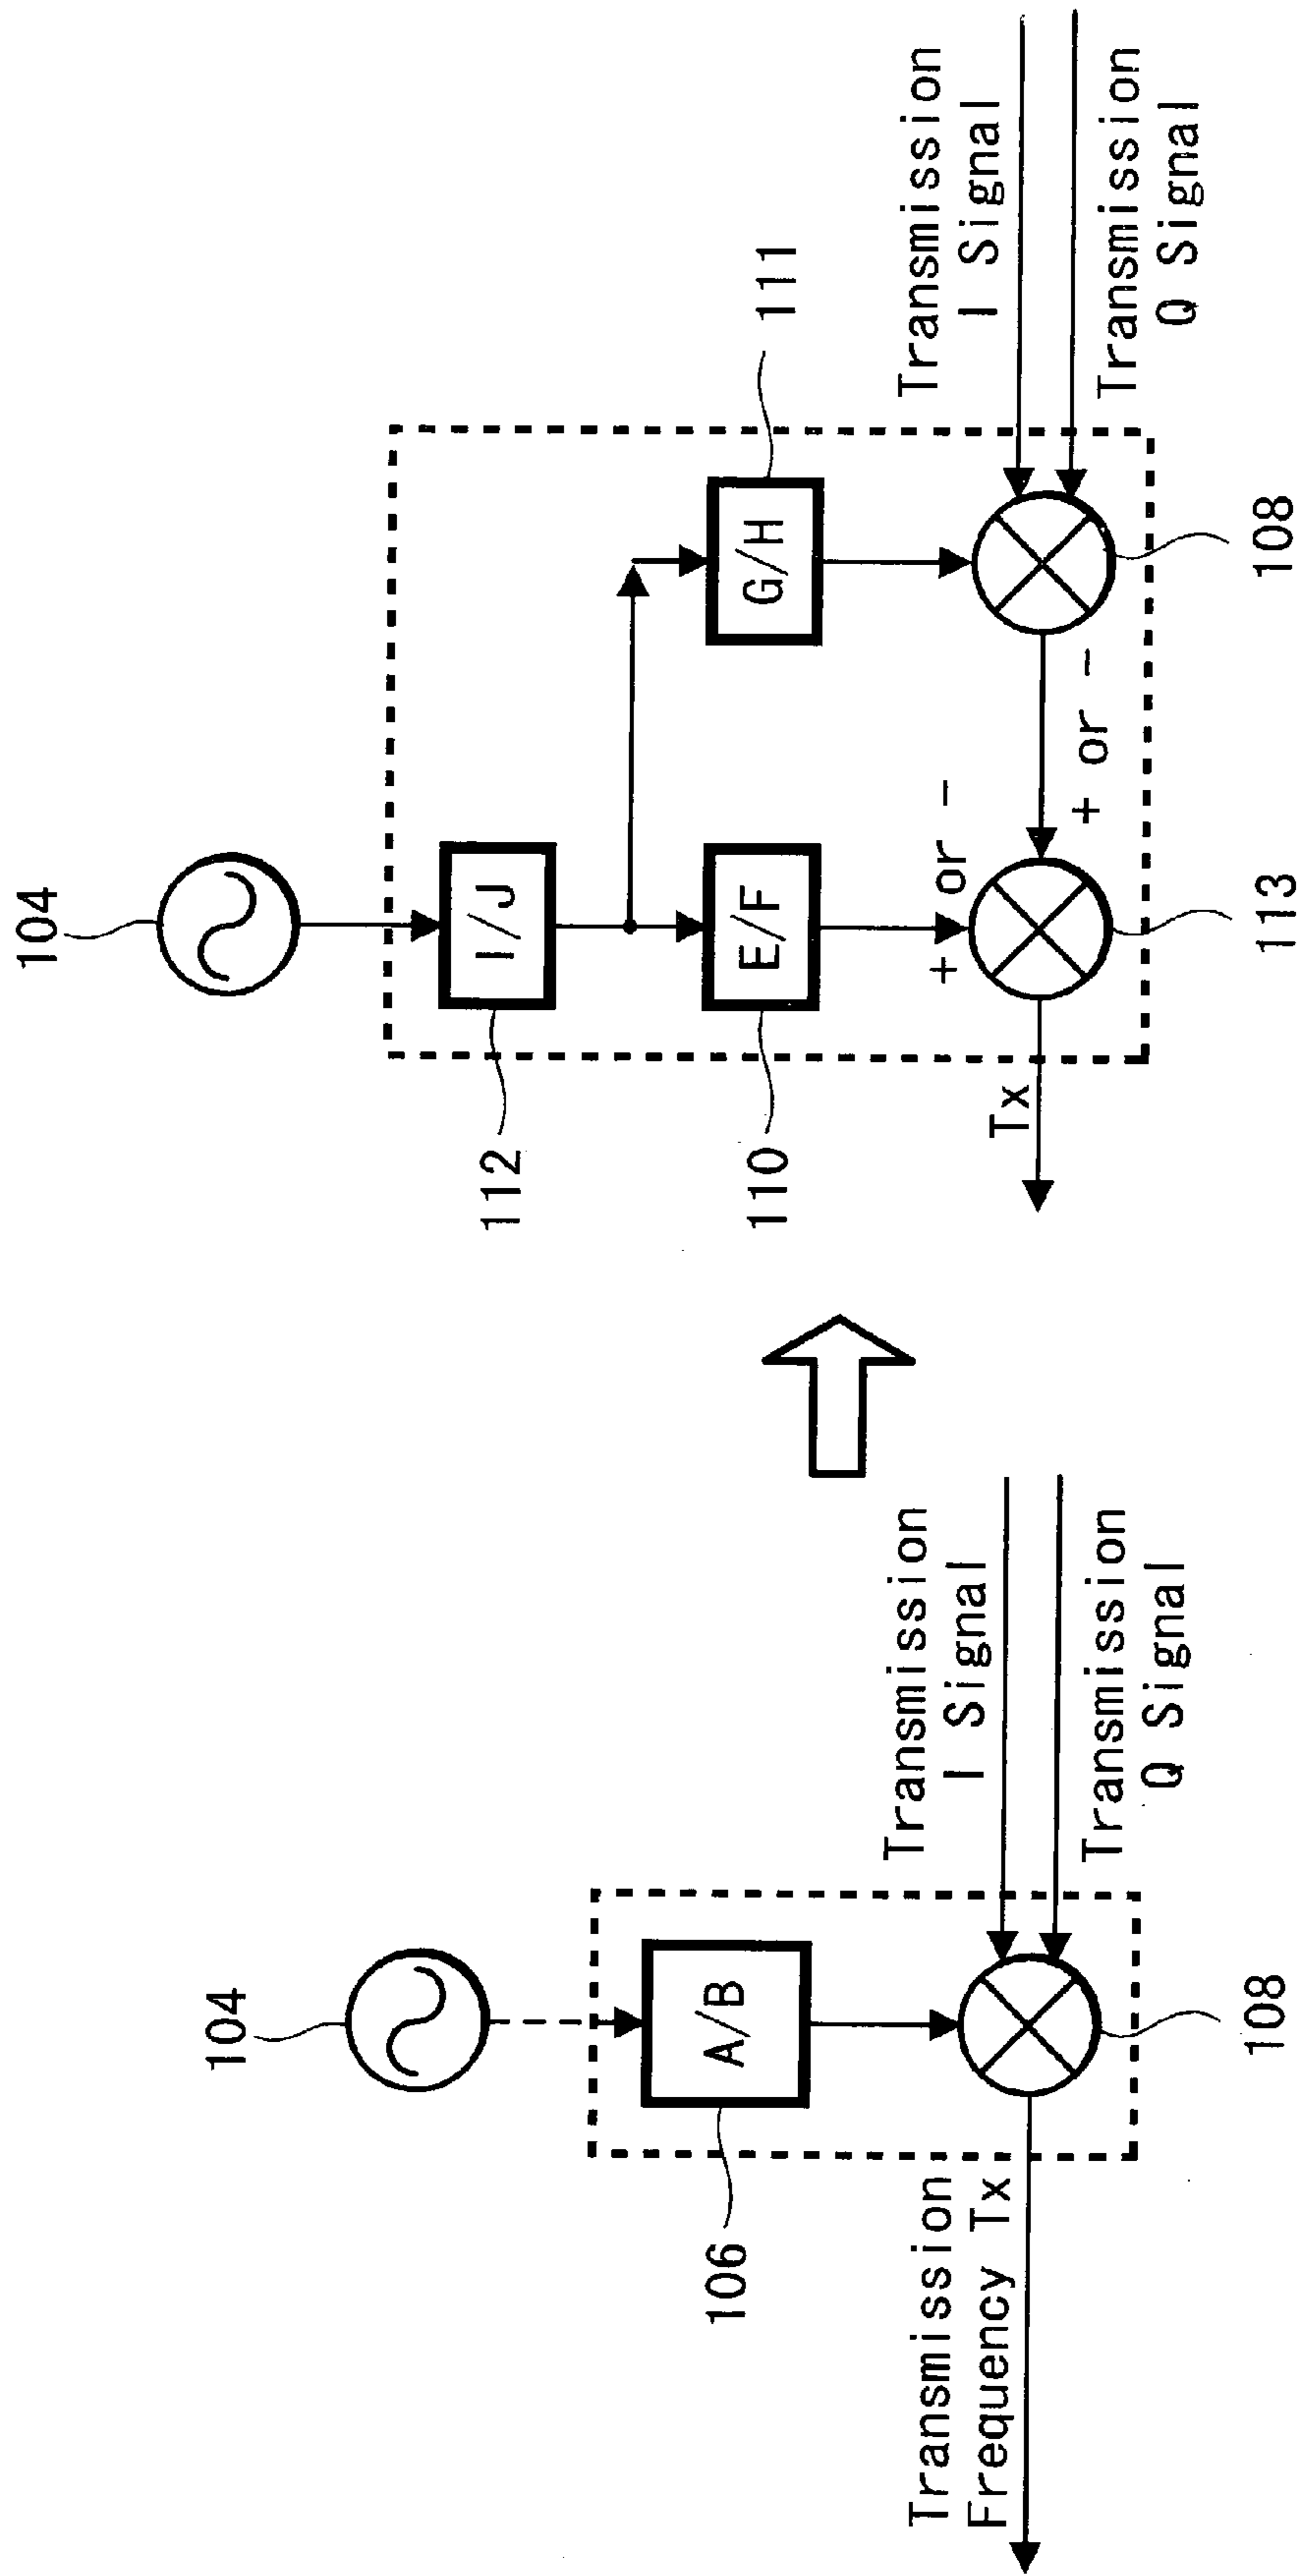 104
A/B
106
Transmission
I Signal
Transmission
Q Signal
Transmission
Frequency Tx
108
104
I/J
112
G/H
111
E/F
110
Transmission
I Signal
+ or -
Tx
+ or -
Transmission
Q Signal
113
108